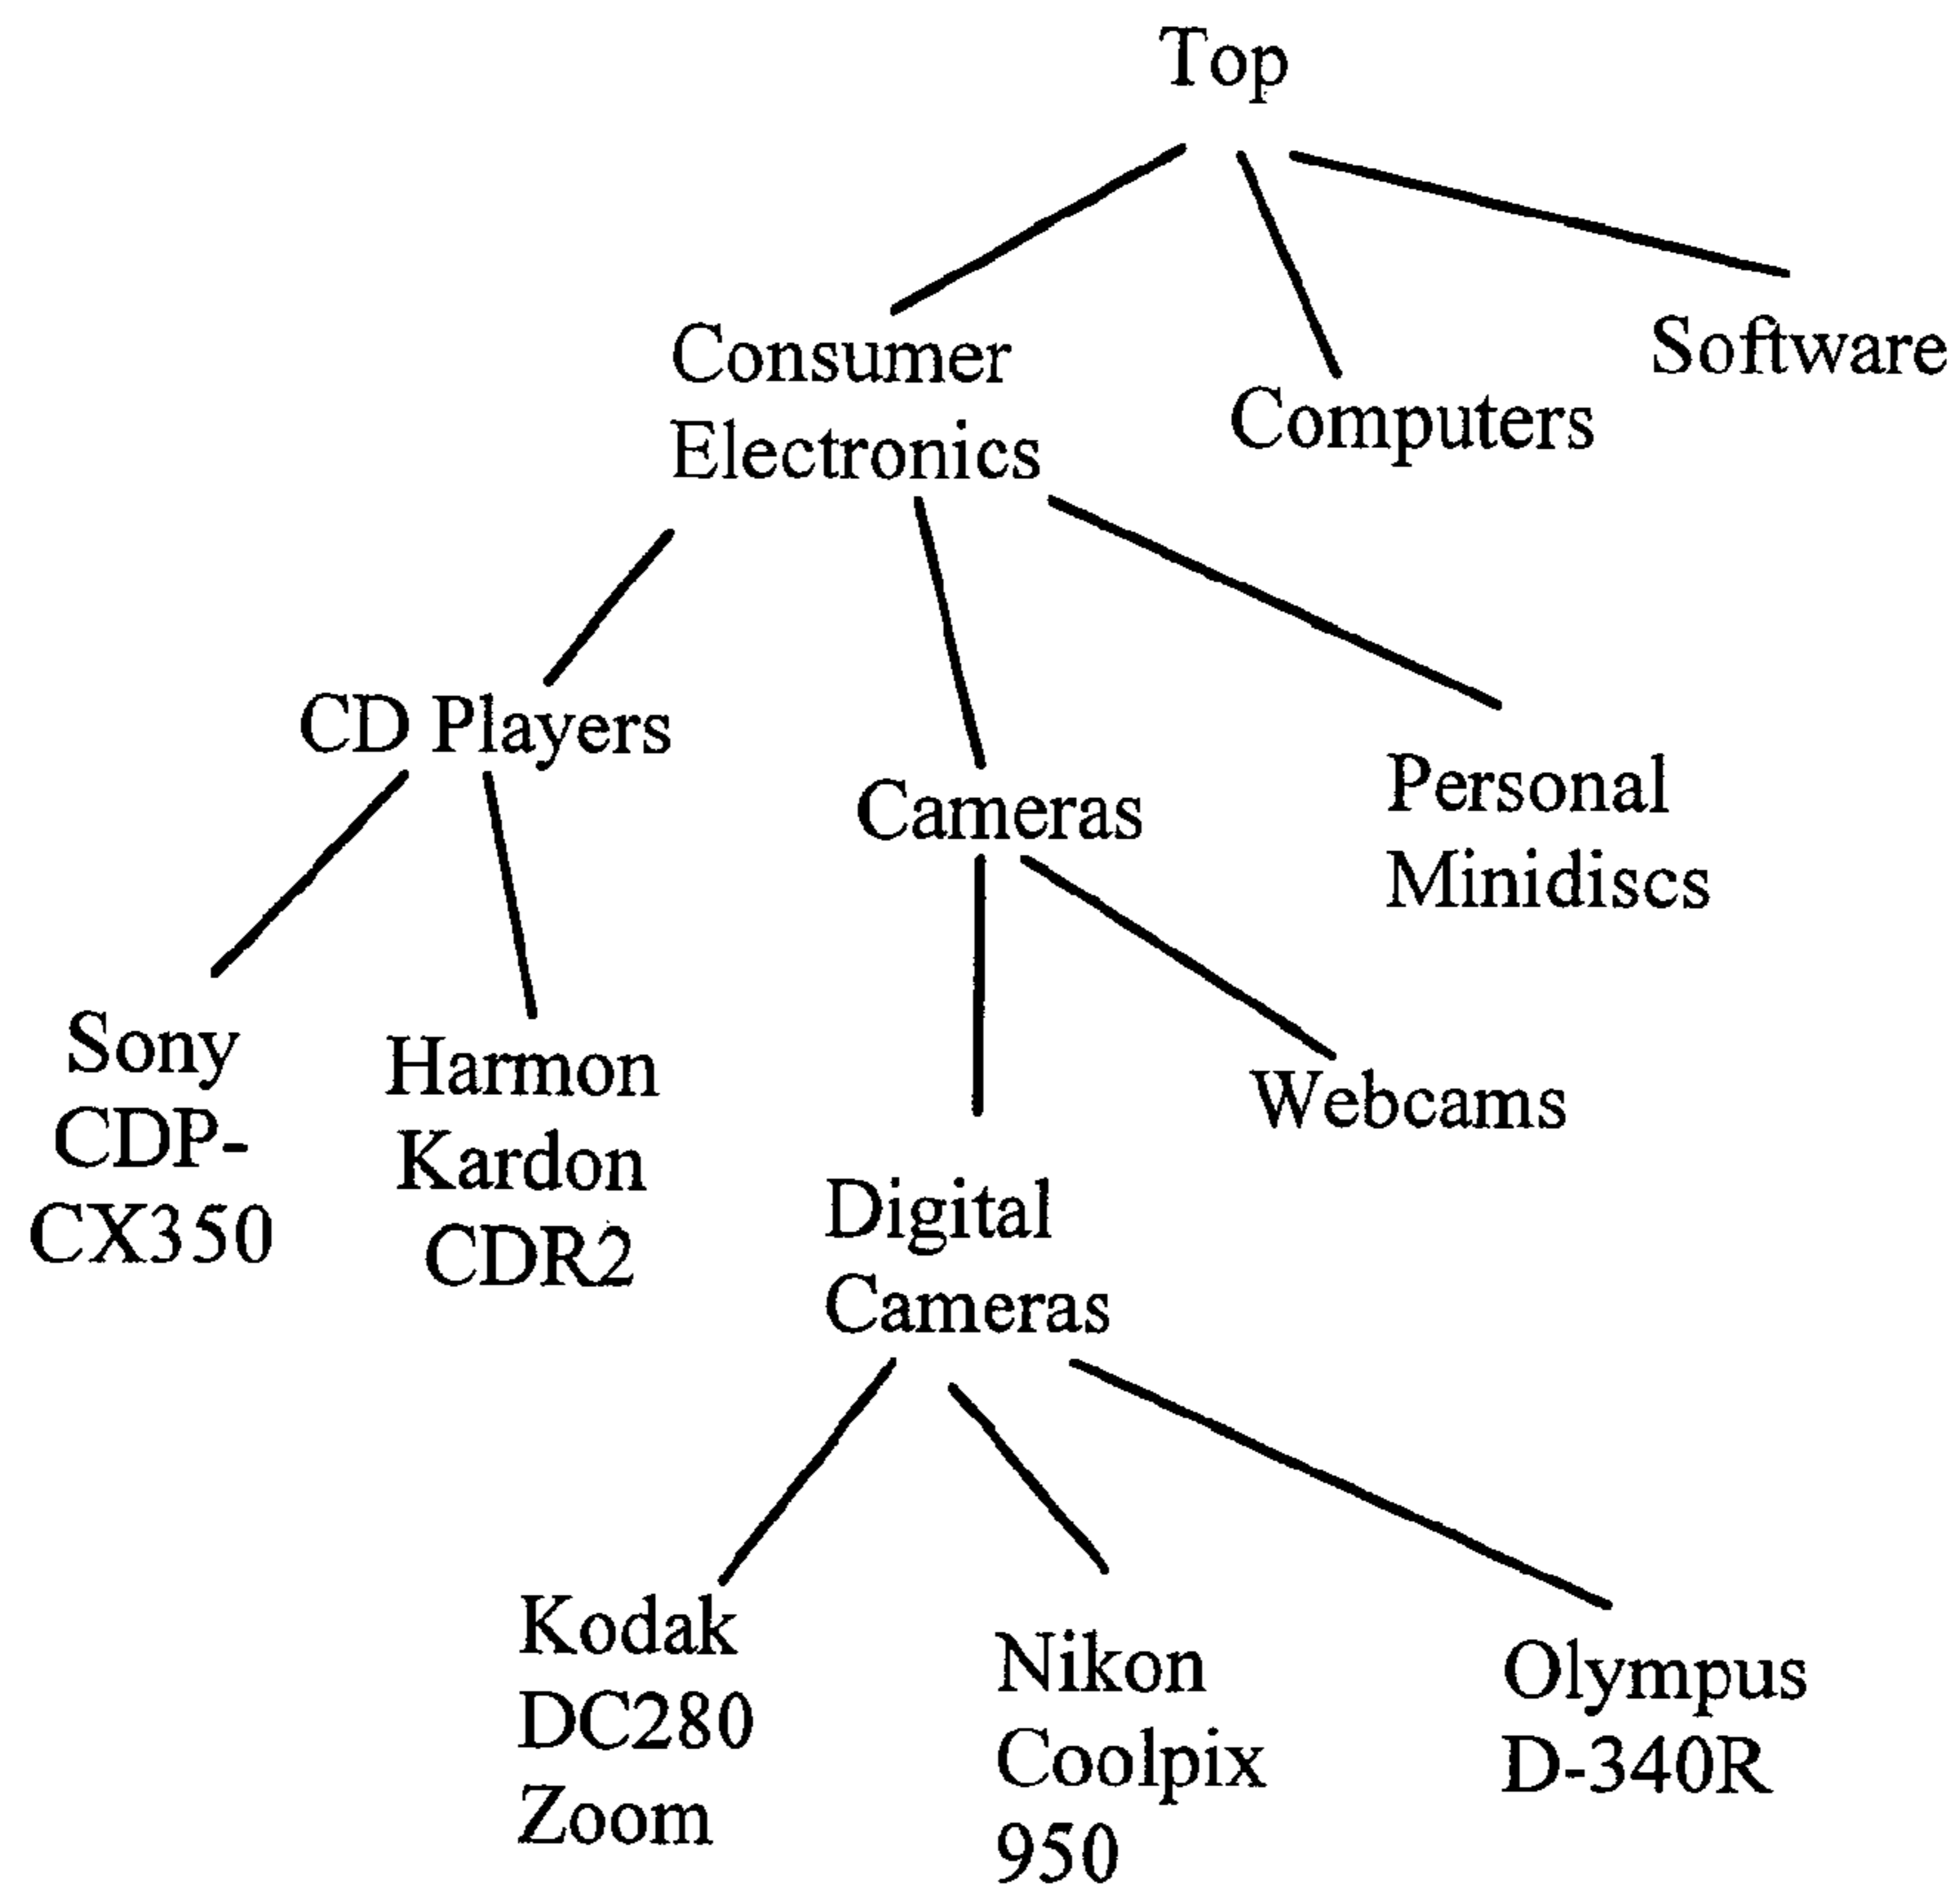 Top
Consumer
Electronics
Computers
Software
CD Players
Cameras
Personal
Minidiscs
Sony
CDP-
CX350
Harmon
Kardon
CDR2
Digital
Cameras
Webcams
Kodak
DC280
Zoom
Nikon
Coolpix
950
Olympus
D-340R